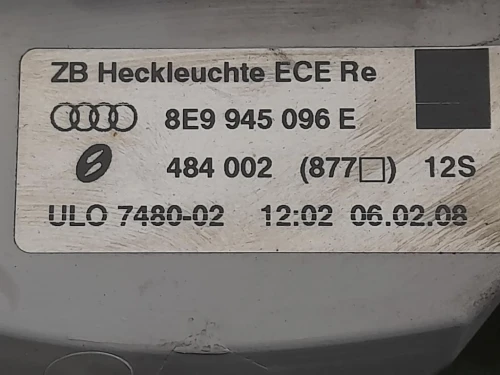 ZB Heckleuchte ECE Re
8E9 945 096 E
484 002 (877□) 12S
ULO 7480-02 12:02 06.02.08